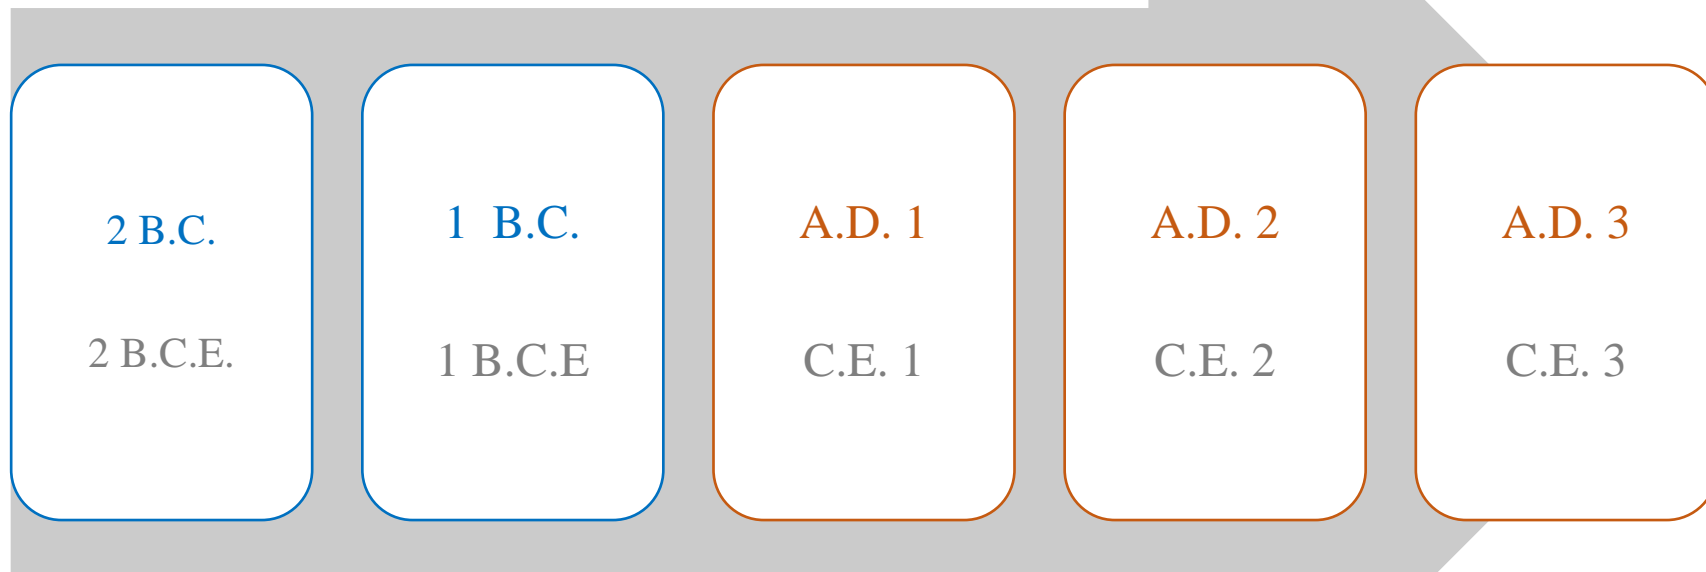 2 B.C.
2 B.C.E.
1 B.C.
1 B.C.E
A.D. 1
C.E. 1
A.D. 2
C.E. 2
A.D. 3
C.E. 3